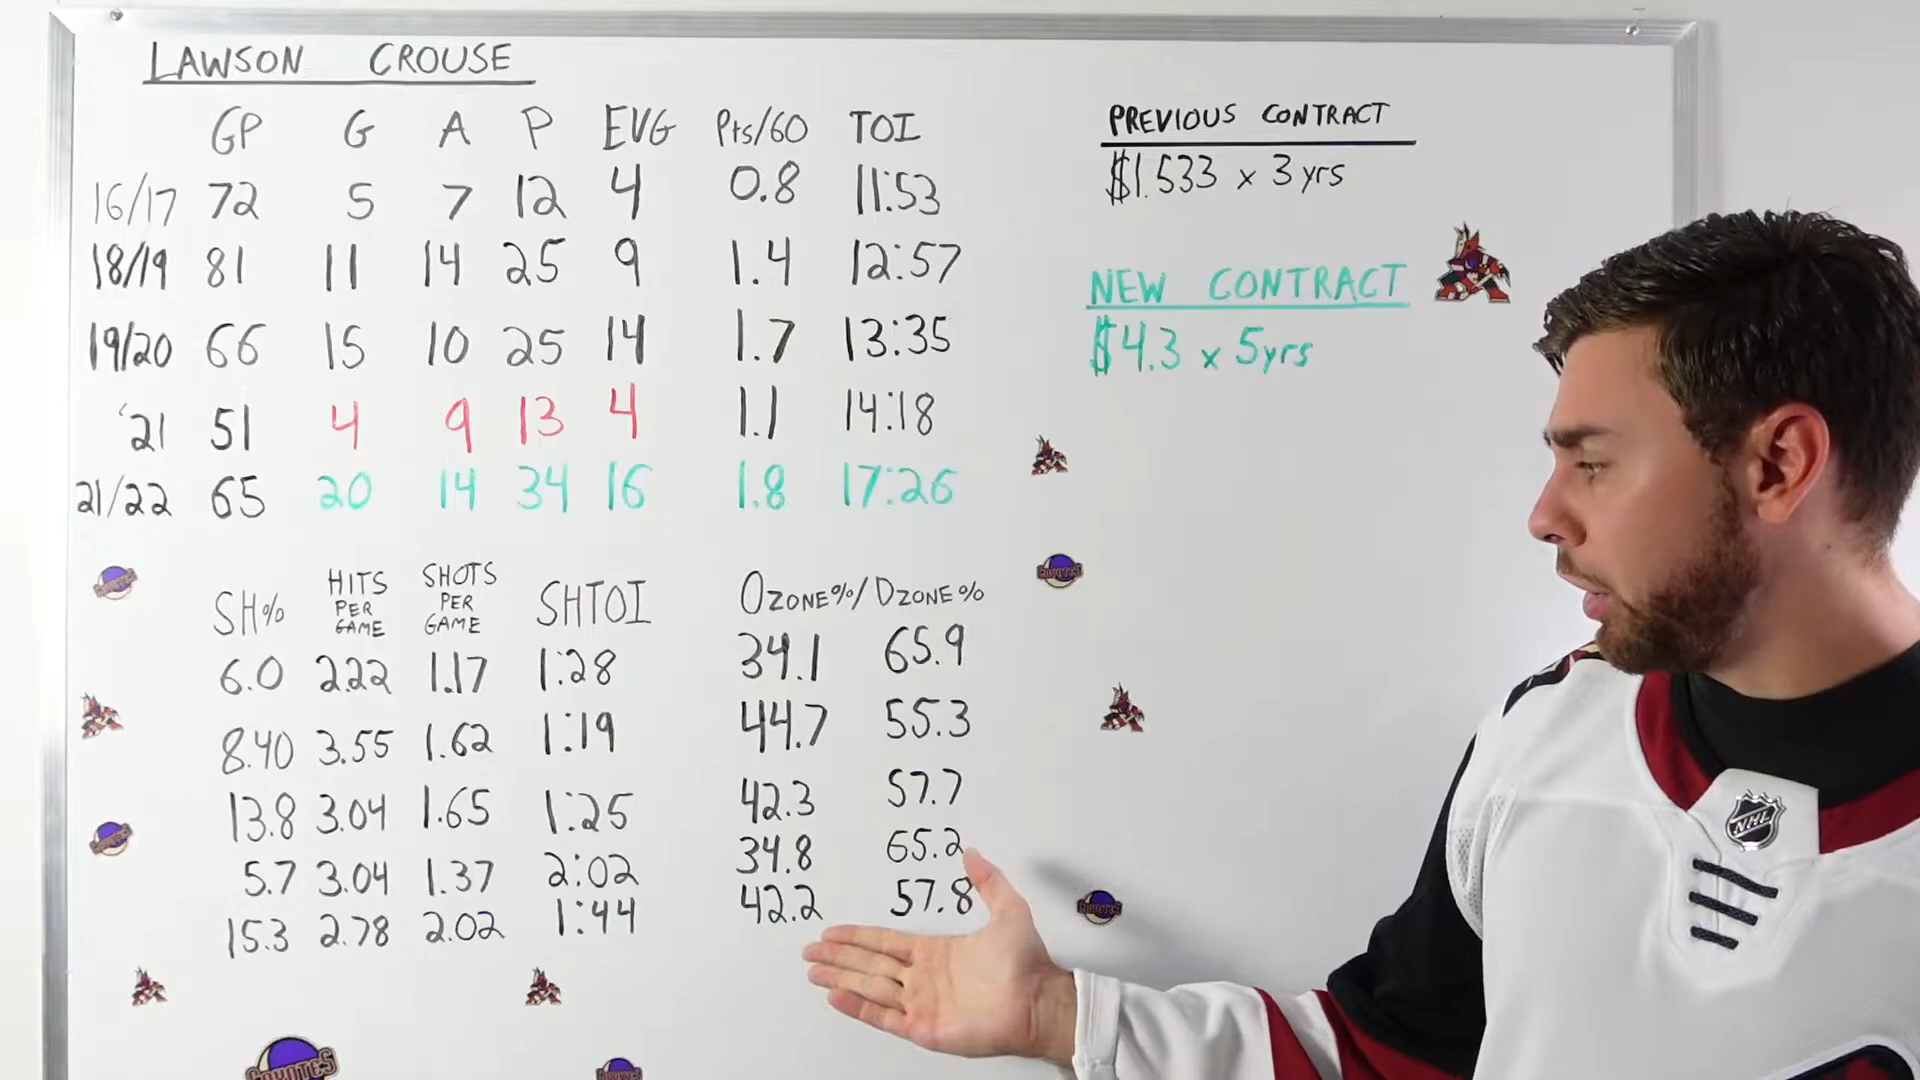 LAWSON CROUSE
GP G A P EVG Pts/60 TOI
16/17 72 5 7 12 4 0.8 11:53
18/19 81 11 14 25 9 1.4 12:57
19/20 66 15 10 25 14 1.7 13:35
'21 51 4 9 13 4 1.1 14:18
21/22 65 20 14 34 16 1.8 17:26
SH% HITS PER GAME SHOTS PER GAME SHTOI OZONE%/DZONE%
6.0 2.22 1.17 1:28 34.1 65.9
8.40 3.55 1.62 1:19 44.7 55.3
13.8 3.04 1.65 1:25 42.3 57.7
5.7 3.04 1.37 2:02 34.8 65.2
15.3 2.78 2.02 1:44 42.2 57.8
PREVIOUS CONTRACT
$1.533 x 3yrs
NEW CONTRACT
$4.3 x 5yrs
COYOTES
COYOTES
COYOTES
COYOTES
COYOTES
NHL